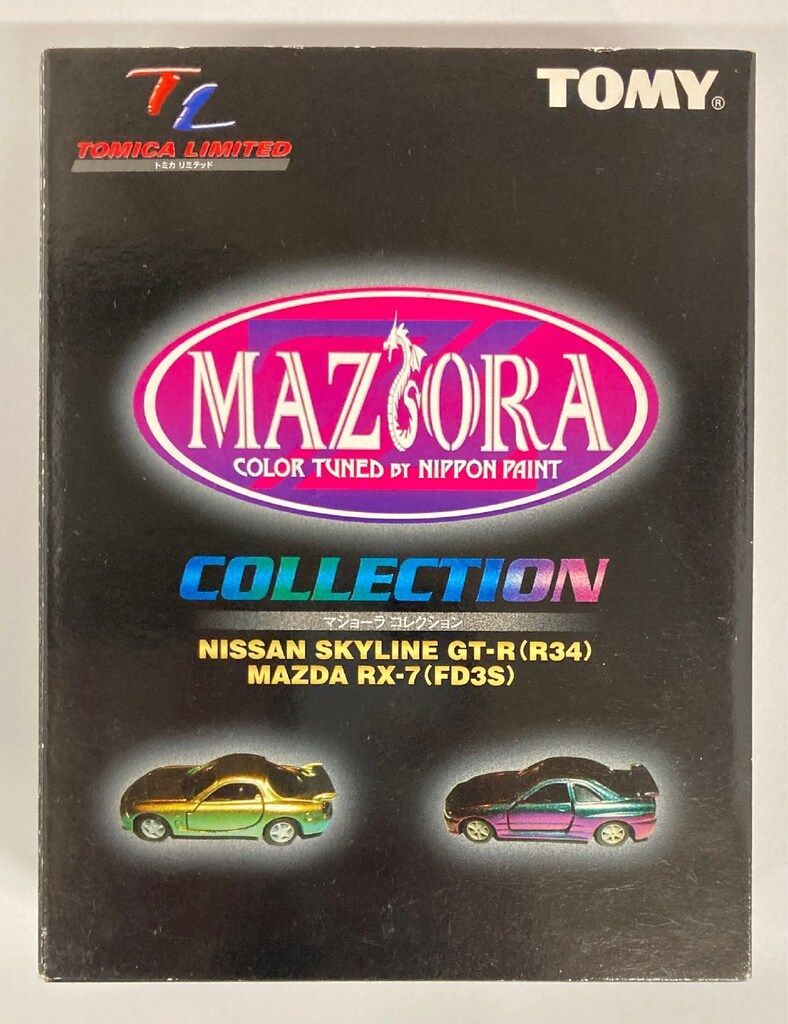 TL
TOMICA LIMITED
トミカ リミテッド
TOMY®
MAZIORA
COLOR TUNED BY NIPPON PAINT
COLLECTION
マジョーラ コレクション
NISSAN SKYLINE GT-R(R34)
MAZDA RX-7(FD3S)